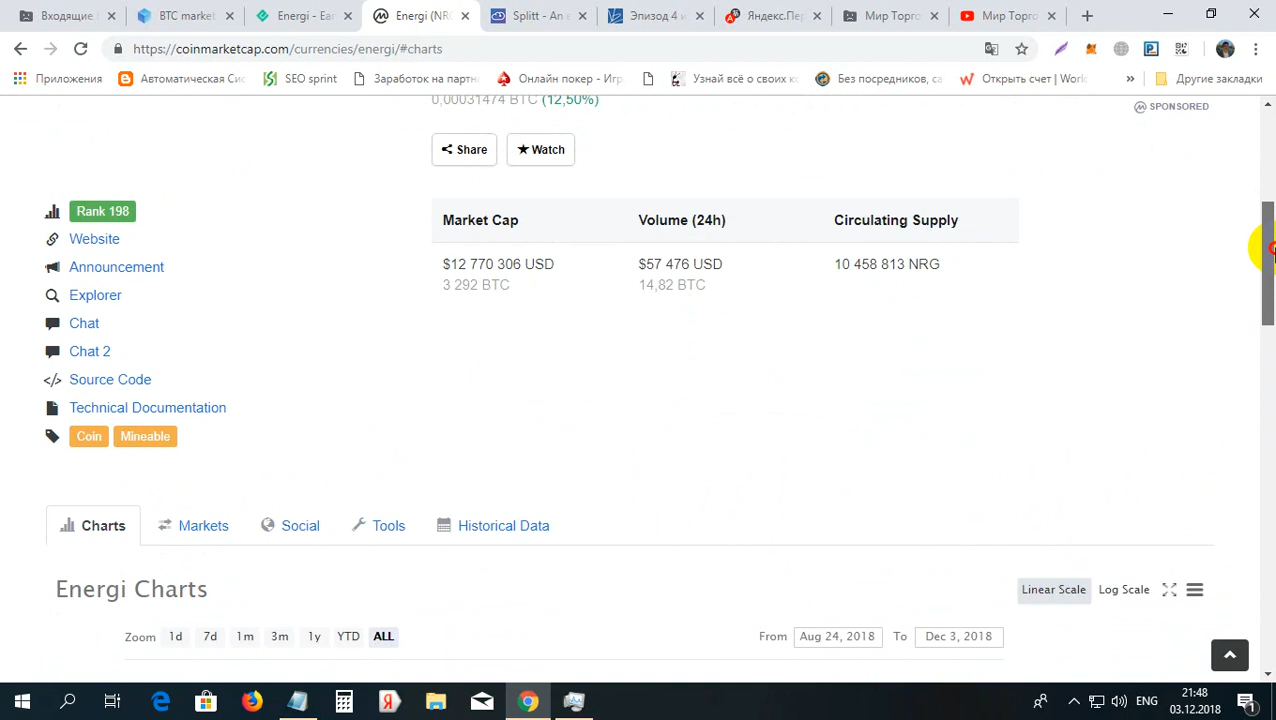 Входящие
BTC market
Energi - Ear
Energi (NRG
Splitt - An e
Эпизод 4 и
Яндекс.Пер
Мир Торго
Мир Торго
https://coinmarketcap.com/currencies/energi/#charts
Приложения
Автоматическая Сис
SEO sprint
Заработок на партн
Онлайн покер - Игр
Узнай всё о своих ко
Без посредников, са
Открыть счет | Worl
»
Другие закладки
0,00031474 BTC (12,50%)
SPONSORED
Share
Watch
Rank 198
Website
Announcement
Explorer
Chat
Chat 2
Source Code
Technical Documentation
Coin Mineable
Market Cap Volume (24h) Circulating Supply
$12 770 306 USD $57 476 USD 10 458 813 NRG
3 292 BTC 14,82 BTC
Charts Markets Social Tools Historical Data
Energi Charts
Linear Scale Log Scale
Zoom 1d 7d 1m 3m 1y YTD ALL
From Aug 24, 2018 To Dec 3, 2018
ENG
21:48
03.12.2018
1